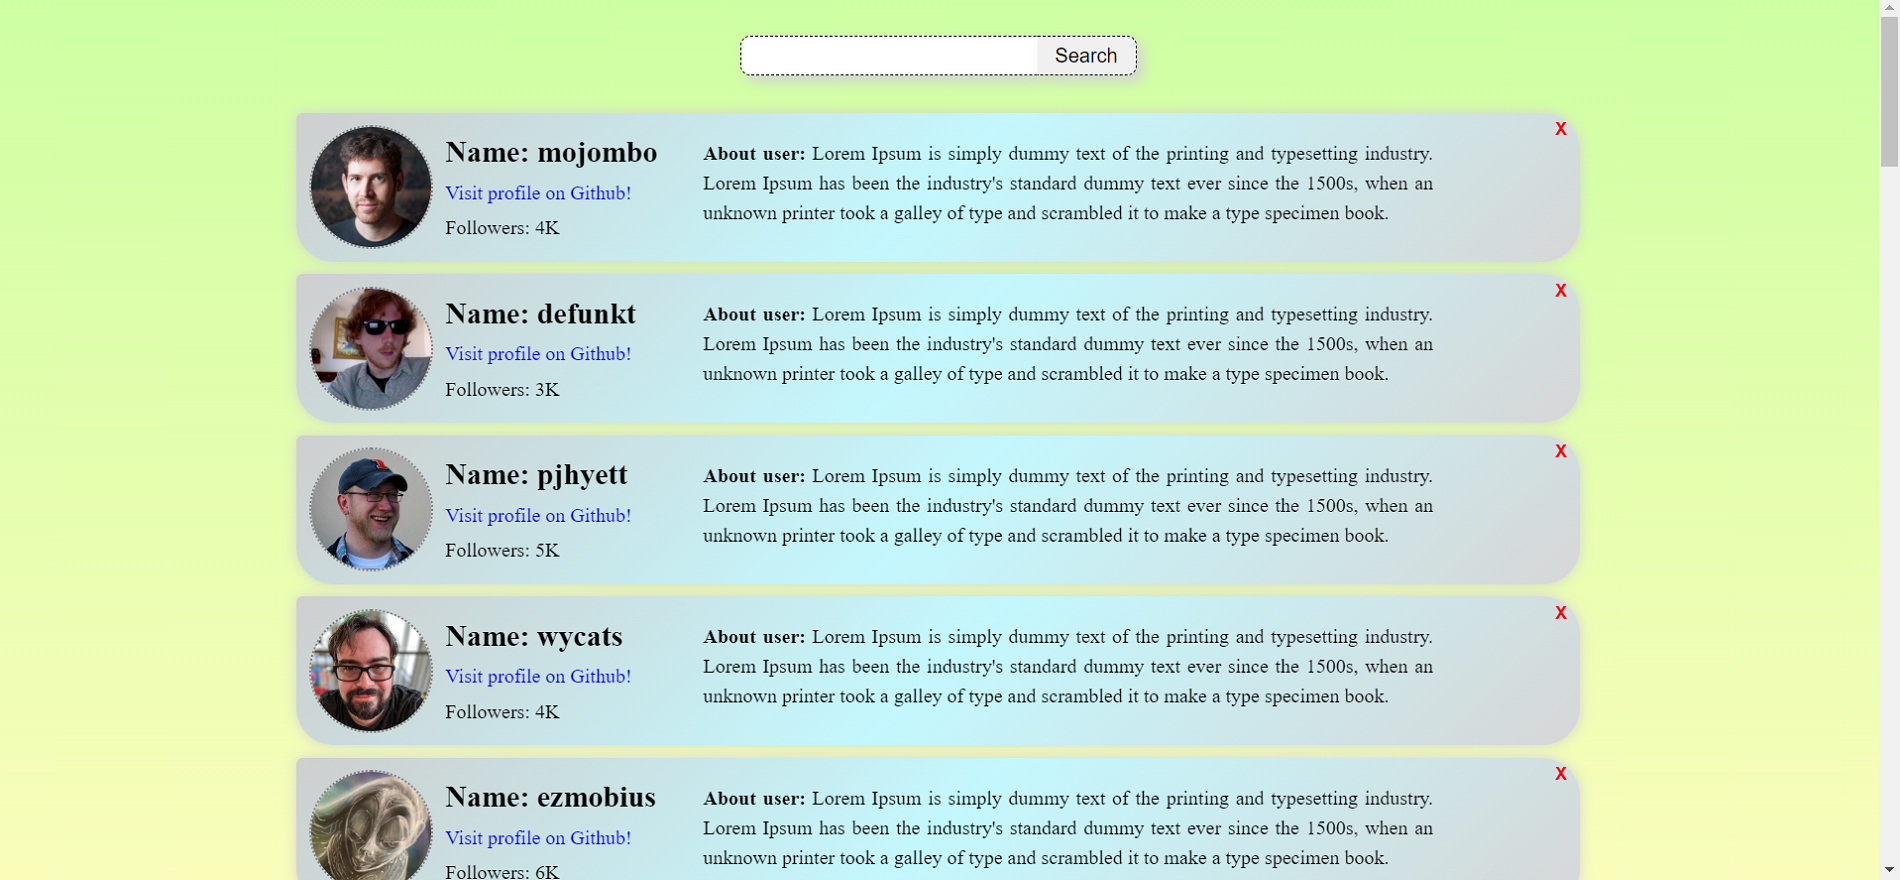 Search
X
Name: mojombo
Visit profile on Github!
Followers: 4K
About user: Lorem Ipsum is simply dummy text of the printing and typesetting industry.
Lorem Ipsum has been the industry's standard dummy text ever since the 1500s, when an
unknown printer took a galley of type and scrambled it to make a type specimen book.
X
Name: defunkt
Visit profile on Github!
Followers: 3K
About user: Lorem Ipsum is simply dummy text of the printing and typesetting industry.
Lorem Ipsum has been the industry's standard dummy text ever since the 1500s, when an
unknown printer took a galley of type and scrambled it to make a type specimen book.
X
Name: pjhyett
Visit profile on Github!
Followers: 5K
About user: Lorem Ipsum is simply dummy text of the printing and typesetting industry.
Lorem Ipsum has been the industry's standard dummy text ever since the 1500s, when an
unknown printer took a galley of type and scrambled it to make a type specimen book.
X
Name: wycats
Visit profile on Github!
Followers: 4K
About user: Lorem Ipsum is simply dummy text of the printing and typesetting industry.
Lorem Ipsum has been the industry's standard dummy text ever since the 1500s, when an
unknown printer took a galley of type and scrambled it to make a type specimen book.
X
Name: ezmobius
Visit profile on Github!
Followers: 6K
About user: Lorem Ipsum is simply dummy text of the printing and typesetting industry.
Lorem Ipsum has been the industry's standard dummy text ever since the 1500s, when an
unknown printer took a galley of type and scrambled it to make a type specimen book.